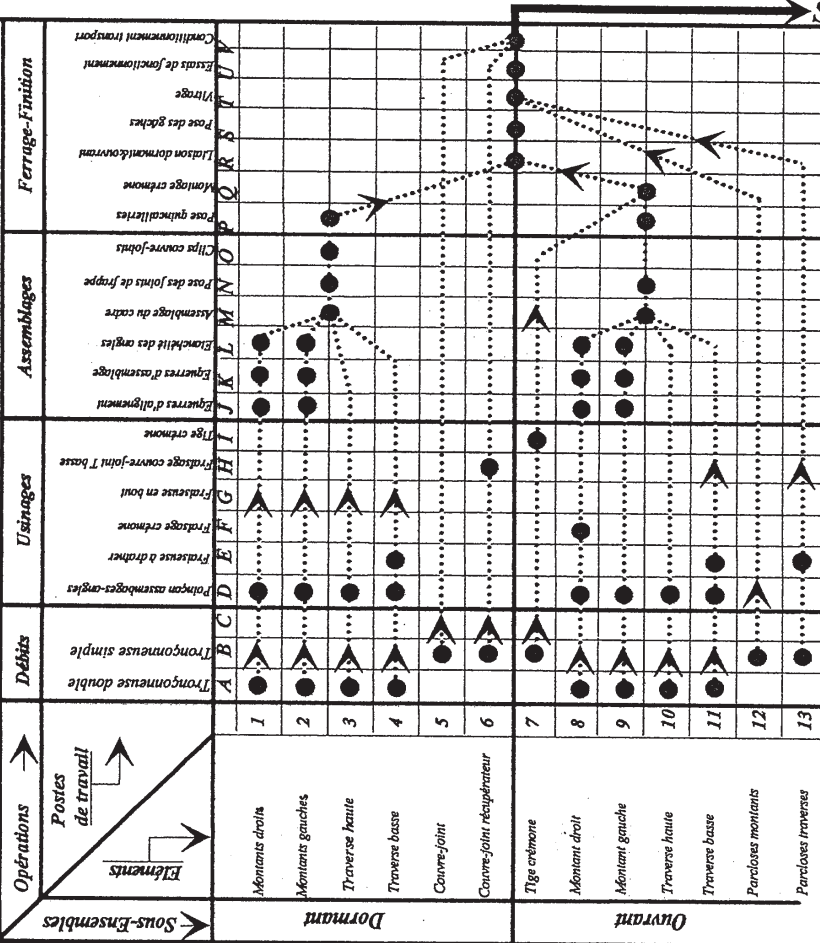 Opérations
Postes
de travail
Eléments
Sous-Ensembles
Débits
Usinages
Assemblages
Ferrage-Finition
Tronçonneuse double
Tronçonneuse simple
Poinçon assemblages-angles
Fraiseuse à drainer
Fraisage crémone
Fraiseuse en bout
Fraisage couvre-joint T basse
Tige crémone
Equerres d'alignement
Equerres d'assemblage
Etanchéité des angles
Assemblage du cadre
Pose des joints de frappe
Clips couvre-joints
Pose quincailleries
Montage crémone
Liaison dormant&ouvrant
Pose des gâches
Vitrage
Essais de fonctionnement
Conditionnement transport
A
B
C
D
E
F
G
H
I
J
K
L
M
N
O
P
Q
R
S
T
U
V
Dormant
Montants droits
1
Montants gauches
2
Traverse haute
3
Traverse basse
4
Couvre-joint
5
Couvre-joint récupérateur
6
Ouvrant
Tige crémone
7
Montant droit
8
Montant gauche
9
Traverse haute
10
Traverse basse
11
Parcloses montants
12
Parcloses traverses
13